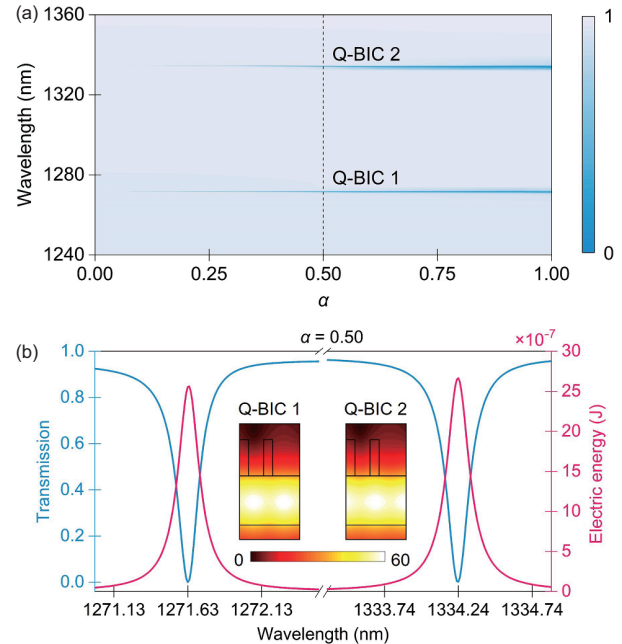 (a)
1360
1320
1280
1240
Wavelength (nm)
Q-BIC 2
Q-BIC 1
0.00 0.25 0.50 0.75 1.00
α
1
0
(b)
α = 0.50
×10⁻⁷
1.0
0.8
0.6
0.4
0.2
0.0
Transmission
Q-BIC 1 Q-BIC 2
0 60
30
25
20
15
10
5
0
Electric energy (J)
1271.13 1271.63 1272.13 1333.74 1334.24 1334.74
Wavelength (nm)